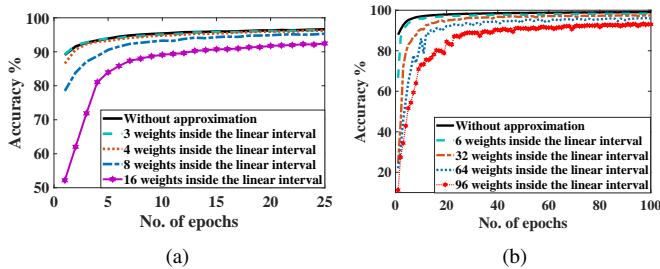 100
90
80
70
60
50
Accuracy %
Without approximation
3 weights inside the linear interval
4 weights inside the linear interval
8 weights inside the linear interval
16 weights inside the linear interval
0 5 10 15 20 25
No. of epochs
(a)
100
80
60
40
20
Accuracy %
Without approximation
6 weights inside the linear interval
32 weights inside the linear interval
64 weights inside the linear interval
96 weights inside the linear interval
0 20 40 60 80 100
No. of epochs
(b)